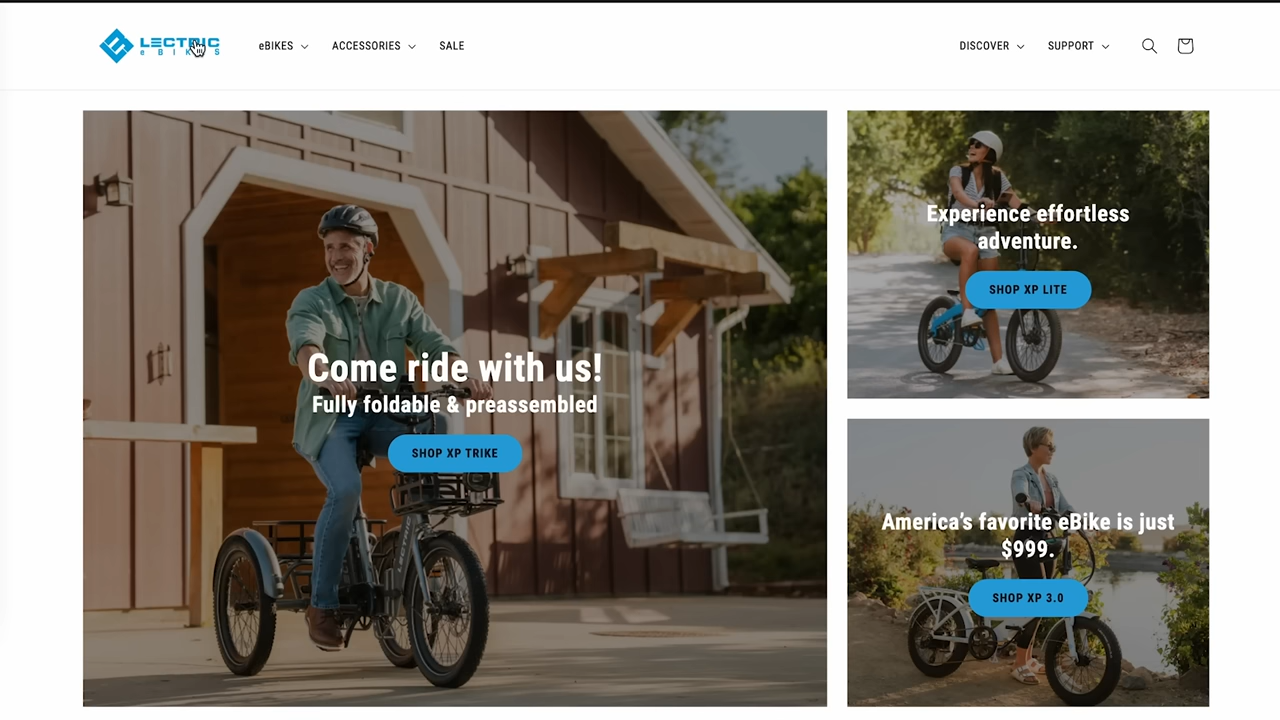 LECTRIC
eBIKES
eBIKES
ACCESSORIES
SALE
DISCOVER
SUPPORT
Come ride with us!
Fully foldable & preassembled
SHOP XP TRIKE
Experience effortless
adventure.
SHOP XP LITE
America’s favorite eBike is just
$999.
SHOP XP 3.0